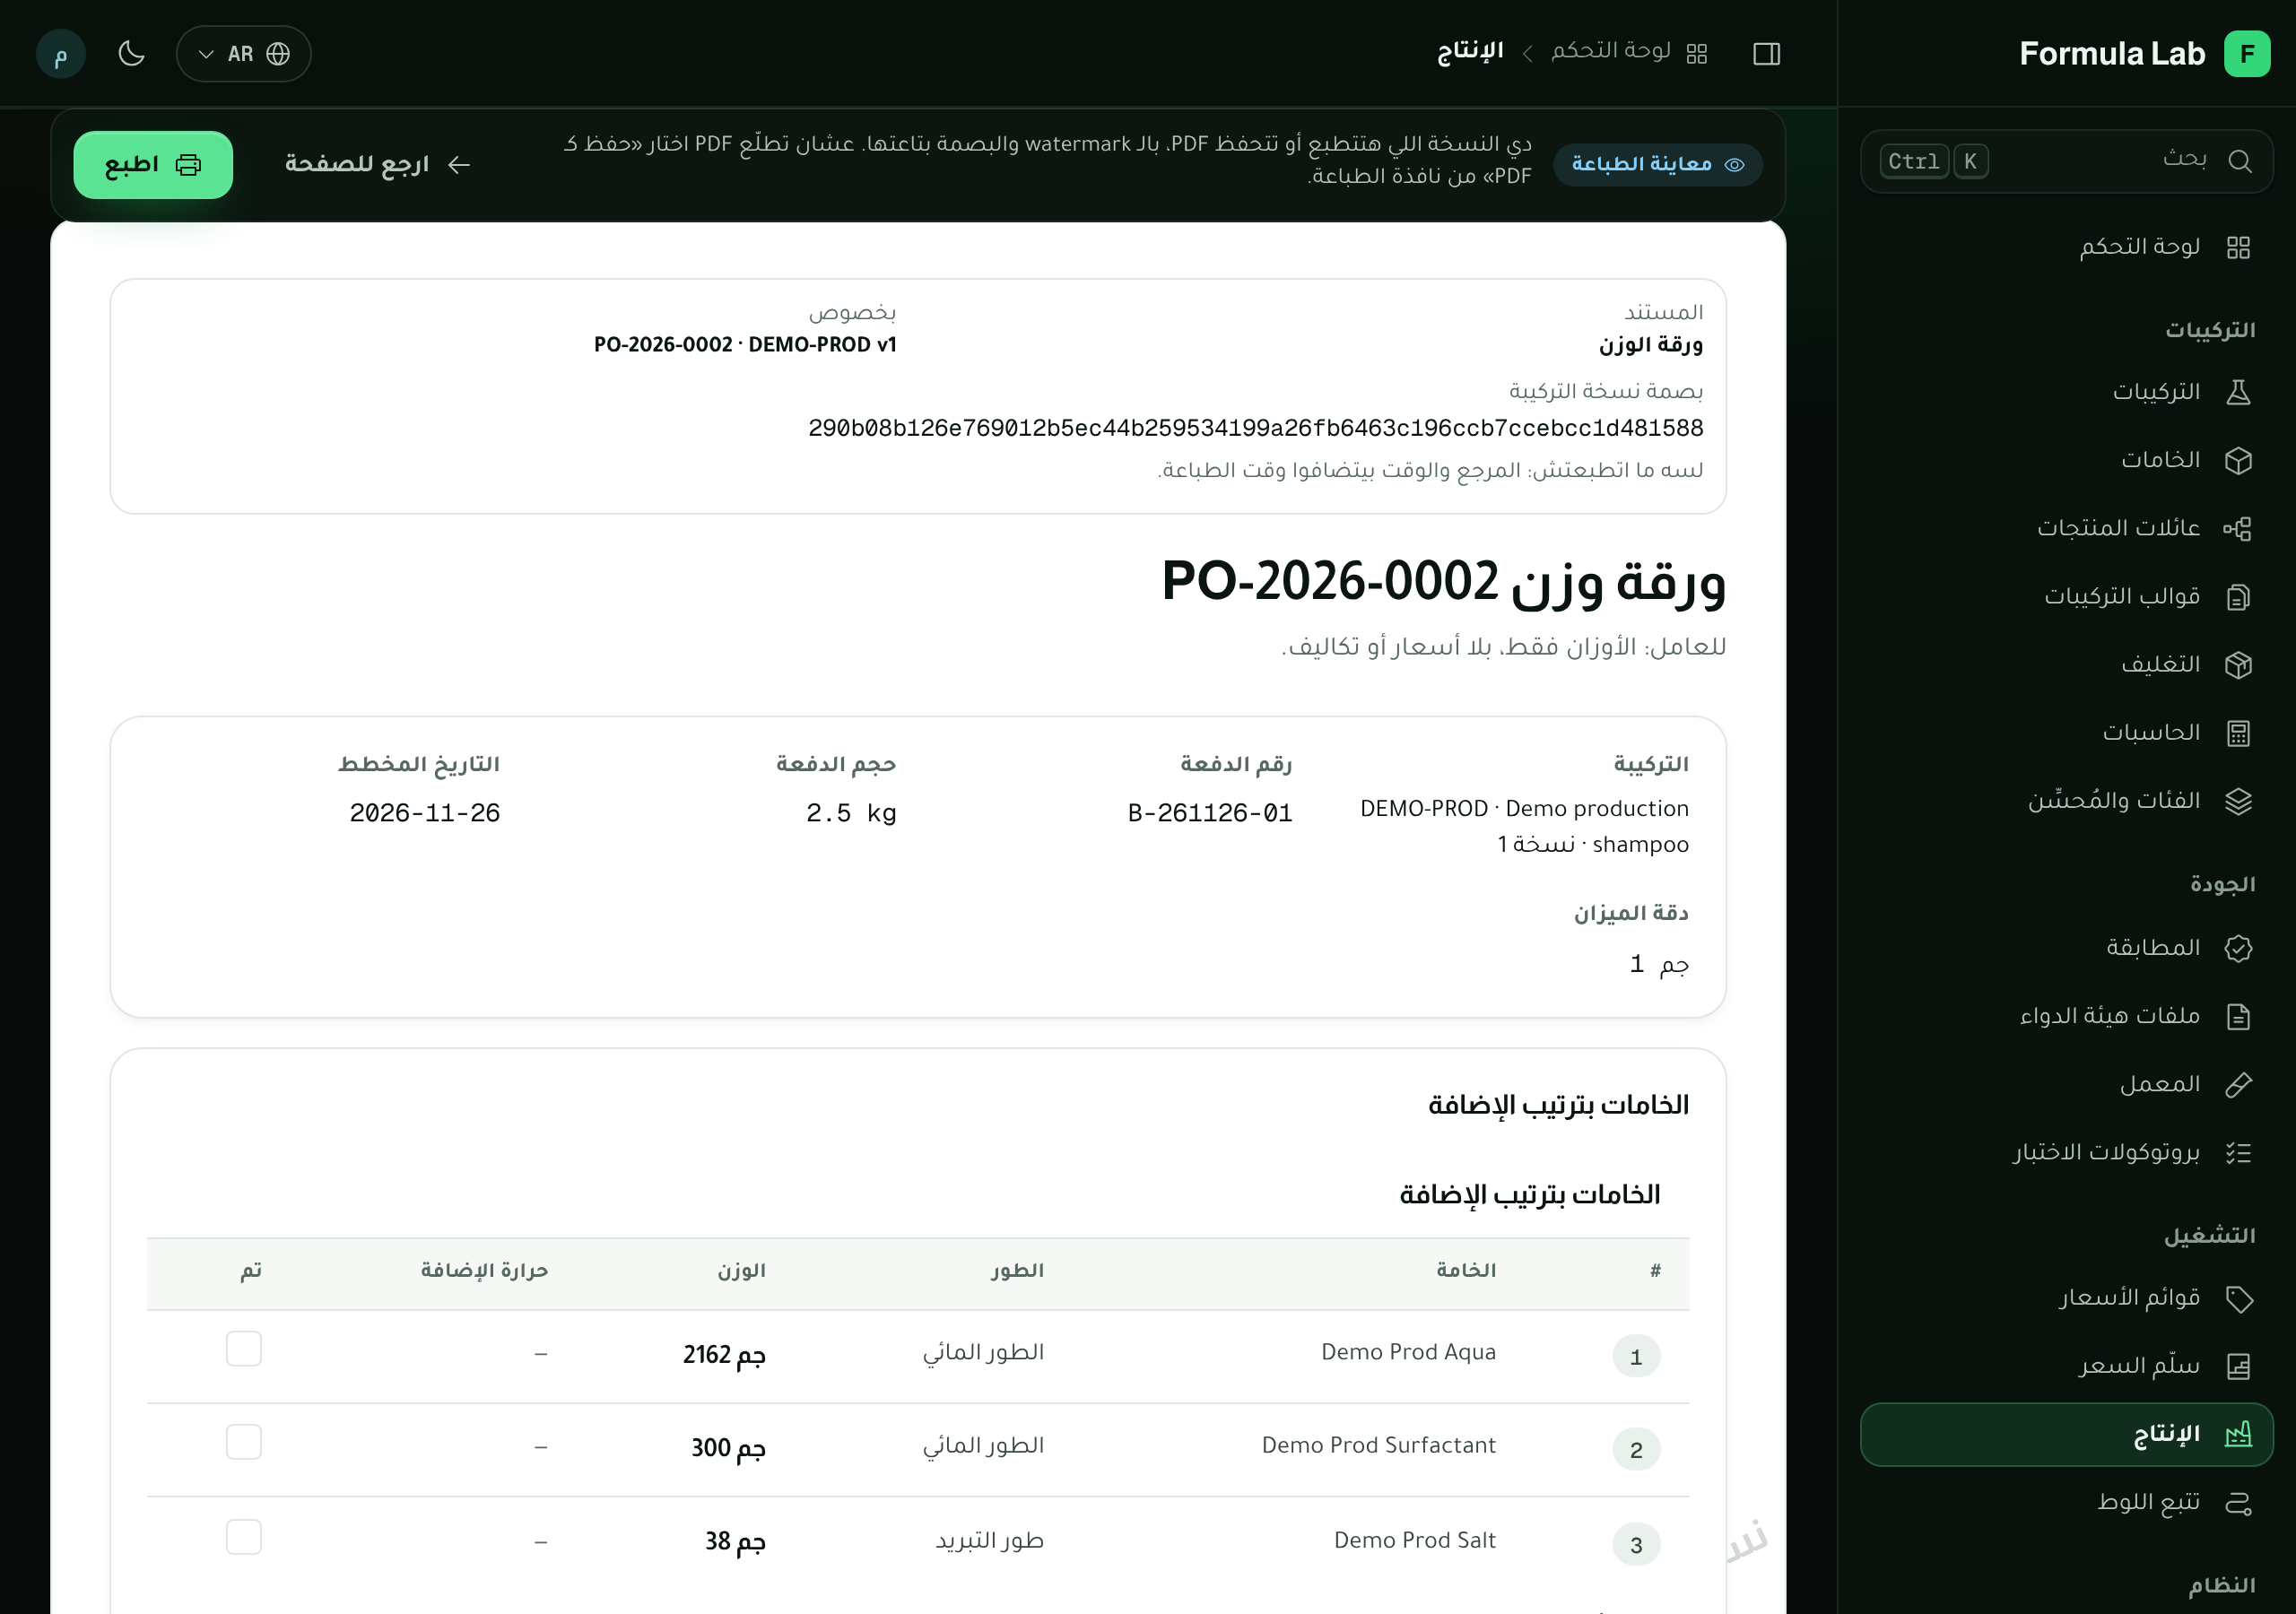 F Formula Lab
لوحة التحكم
الإنتاج
AR
م
بحث
Ctrl K
لوحة التحكم
التركيبات
التركيبات
الخامات
عائلات المنتجات
قوالب التركيبات
التغليف
الحاسبات
الفئات والمُحسِّن
الجودة
المطابقة
ملفات هيئة الدواء
المعمل
بروتوكولات الاختبار
التشغيل
قوائم الأسعار
سلّم السعر
الإنتاج
تتبع اللوط
النظام
معاينة الطباعة
دي النسخة اللي هتتطبع أو تتحفظ PDF، بالـ watermark والبصمة بتاعتها. عشان تطلّع PDF اختار «حفظ كـ
PDF» من نافذة الطباعة.
ارجع للصفحة
اطبع
المستند
ورقة الوزن
بخصوص
PO-2026-0002 · DEMO-PROD v1
بصمة نسخة التركيبة
290b08b126e769012b5ec44b259534199a26fb6463c196ccb7ccebcc1d481588
لسه ما اتطبعتش: المرجع والوقت بيتضافوا وقت الطباعة.
ورقة وزن PO-2026-0002
للعامل: الأوزان فقط، بلا أسعار أو تكاليف.
التركيبة
DEMO-PROD · Demo production
shampoo · نسخة 1
رقم الدفعة
B-261126-01
حجم الدفعة
2.5 kg
التاريخ المخطط
2026-11-26
دقة الميزان
جم 1
الخامات بترتيب الإضافة
الخامات بترتيب الإضافة
# الخامة الطور الوزن حرارة الإضافة تم
1 Demo Prod Aqua الطور المائي جم 2162 –
2 Demo Prod Surfactant الطور المائي جم 300 –
3 Demo Prod Salt طور التبريد جم 38 –